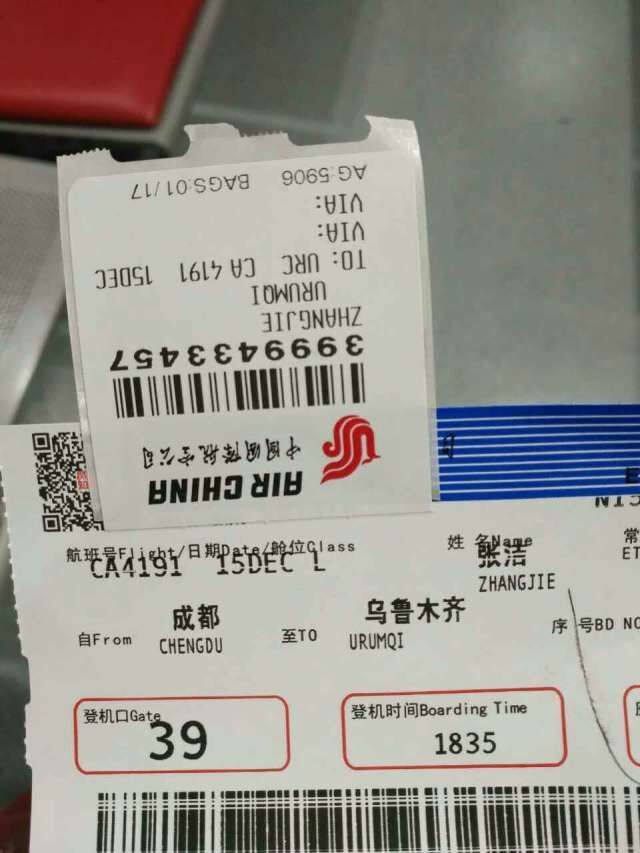 AIR CHINA
中国国际航空公司
3999433457
ZHANGJIE
URUMQI
TO: URC CA 4191 15DEC
VIA:
VIA:
AG:5906 BAGS:01/17
航班号Flight/日期Date/舱位Class
CA4191 15DEC L
姓 名Name
张洁
ZHANGJIE
常
ET
自From
成都
CHENGDU
至TO
乌鲁木齐
URUMQI
序 号BD NO
登机口Gate
39
登机时间Boarding Time
1835